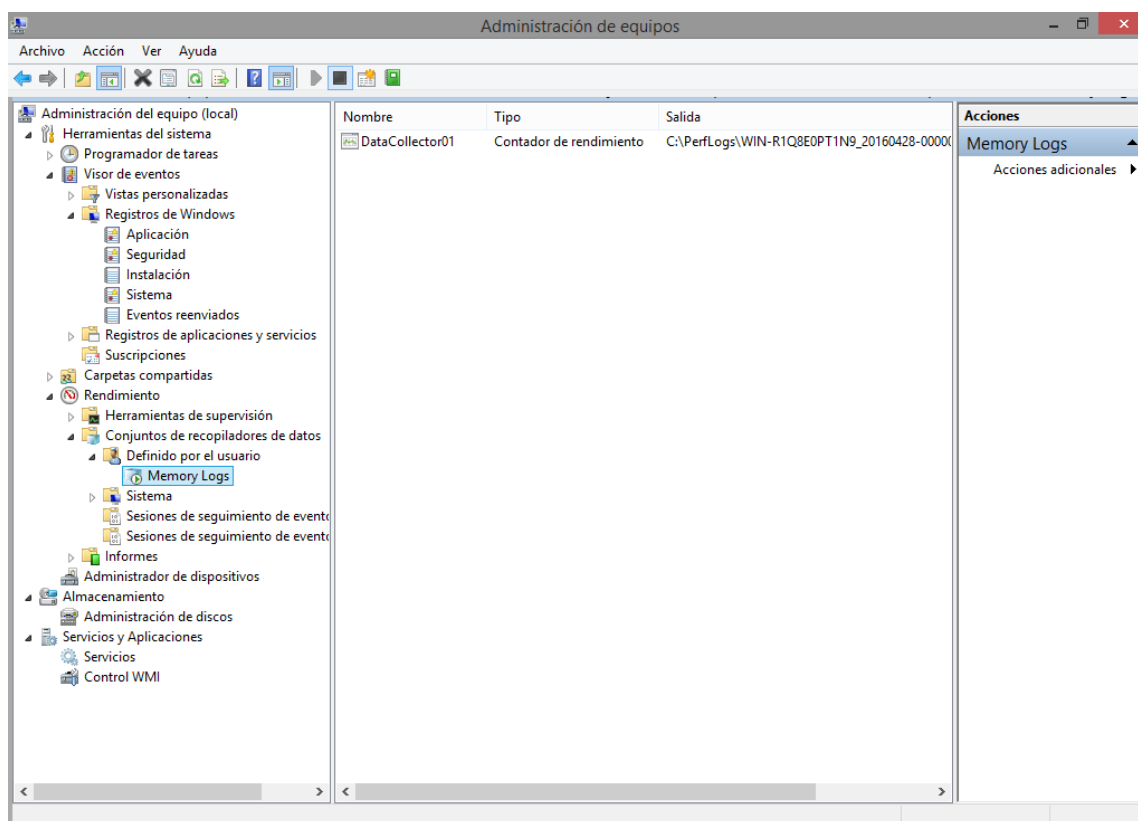 Administración de equipos
Archivo Acción Ver Ayuda
Administración del equipo (local)
Herramientas del sistema
Programador de tareas
Visor de eventos
Vistas personalizadas
Registros de Windows
Aplicación
Seguridad
Instalación
Sistema
Eventos reenviados
Registros de aplicaciones y servicios
Suscripciones
Carpetas compartidas
Rendimiento
Herramientas de supervisión
Conjuntos de recopiladores de datos
Definido por el usuario
Memory Logs
Sistema
Sesiones de seguimiento de evento
Sesiones de seguimiento de evento
Informes
Administrador de dispositivos
Almacenamiento
Administración de discos
Servicios y Aplicaciones
Servicios
Control WMI
Nombre Tipo Salida
DataCollector01 Contador de rendimiento C:\PerfLogs\WIN-R1Q8E0PT1N9_20160428-0000
Acciones
Memory Logs
Acciones adicionales